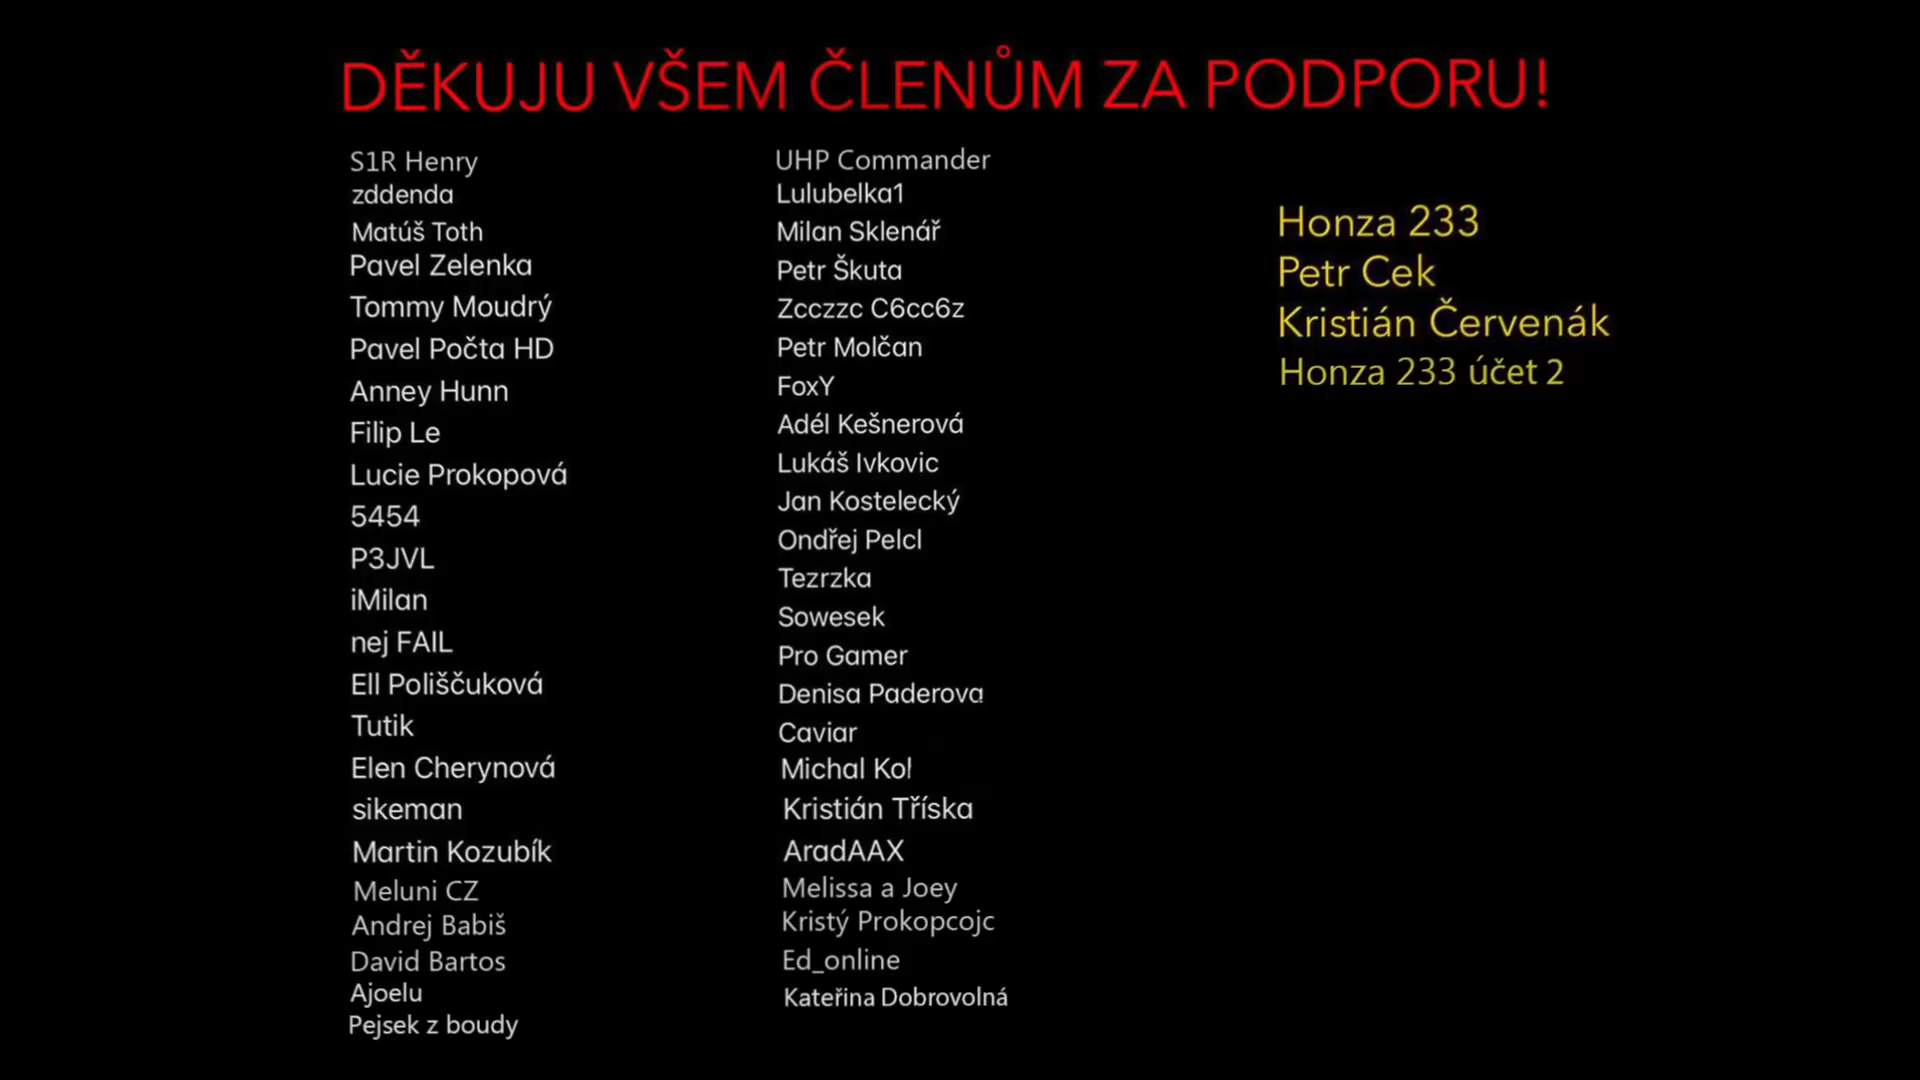 DĚKUJU VŠEM ČLENŮM ZA PODPORU!
S1R Henry
zddenda
Matúš Toth
Pavel Zelenka
Tommy Moudrý
Pavel Počta HD
Anney Hunn
Filip Le
Lucie Prokopová
5454
P3JVL
iMilan
nej FAIL
Ell Poliščuková
Tutik
Elen Cherynová
sikeman
Martin Kozubík
Meluni CZ
Andrej Babiš
David Bartos
Ajoelu
Pejsek z boudy
UHP Commander
Lulubelka1
Milan Sklenář
Petr Škuta
Zcczzc C6cc6z
Petr Molčan
FoxY
Adél Kešnerová
Lukáš Ivkovic
Jan Kostelecký
Ondřej Pelcl
Tezrzka
Sowesek
Pro Gamer
Denisa Paderova
Caviar
Michal Kol
Kristián Tříska
AradAAX
Melissa a Joey
Kristý Prokopcojc
Ed_online
Kateřina Dobrovolná
Honza 233
Petr Cek
Kristián Červenák
Honza 233 účet 2